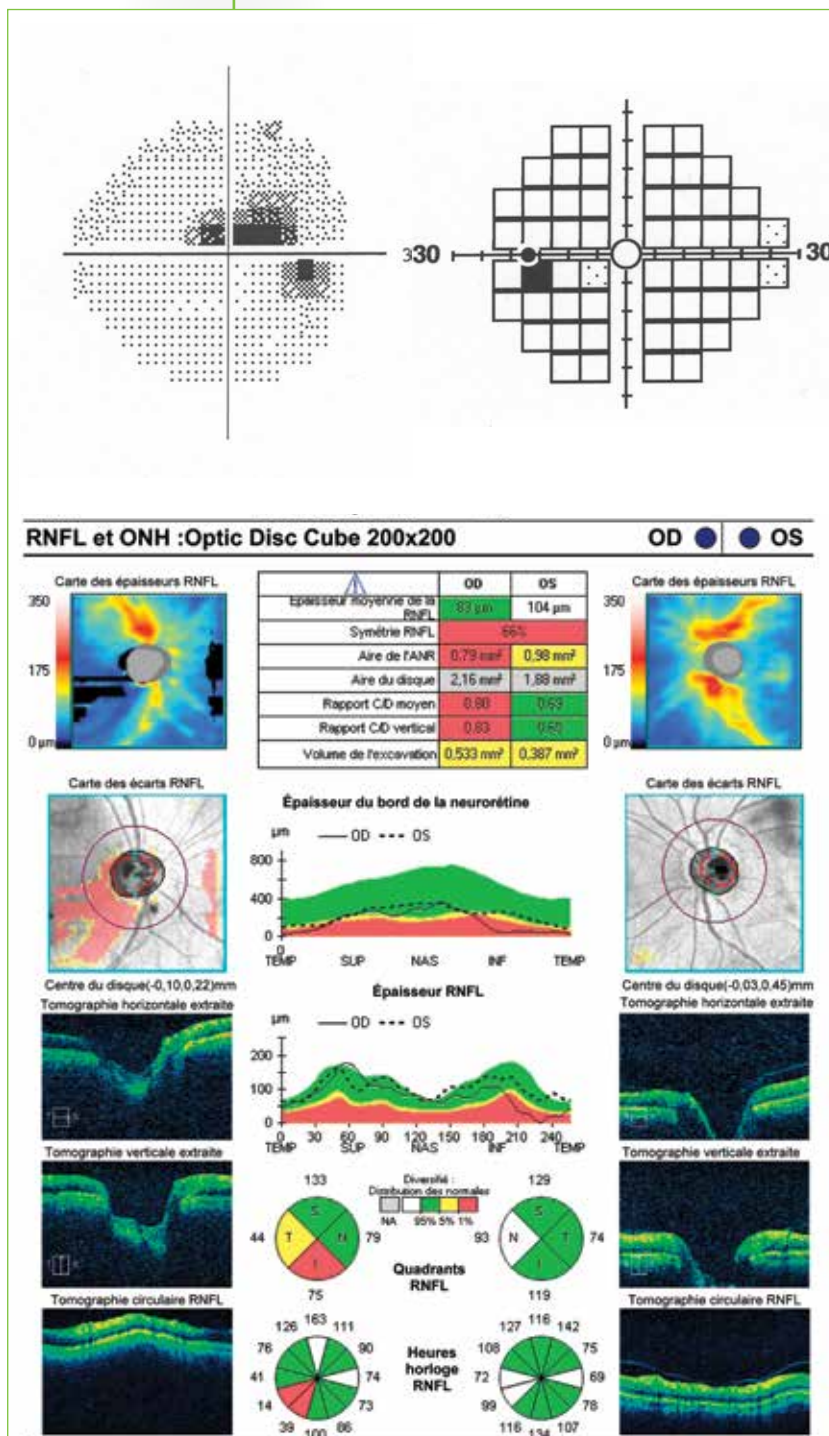 330 30
RNFL et ONH :Optic Disc Cube 200x200 OD OS
Carte des épaisseurs RNFL
350
175
0 µm
OD OS
Epaisseur moyenne de la RNFL 83 µm 104 µm
Symétrie RNFL 66%
Aire de l'ANR 0,79 mm² 0,98 mm²
Aire du disque 2,16 mm² 1,88 mm²
Rapport C/D moyen 0.80 0.69
Rapport C/D vertical 0.83
Volume de l'excavation 0,533 mm² 0,387 mm²
Carte des épaisseurs RNFL
350
175
0 µm
Carte des écarts RNFL
Centre du disque(-0,10,0,22)mm
Épaisseur du bord de la neurorétine
µm OD OS
800
400
0
0
TEMP SUP NAS INF TEMP
Carte des écarts RNFL
Centre du disque(-0,03,0,45)mm
Tomographie horizontale extraite
Épaisseur RNFL
µm OD OS
200
100
0
0 30 60 90 120 150 180 210 240
TEMP SUP NAS INF TEMP
Tomographie horizontale extraite
Tomographie verticale extraite
133
S
44 T N 79
I
75
Diversifié :
Distribution des normales
NA 95% 5% 1%
Quadrants
RNFL
129
S
93 N T 74
I
119
Tomographie verticale extraite
Tomographie circulaire RNFL
163
126 111
76 90
41 74
14 73
39 86
100
Heures
horloge
RNFL
116
127 142
108 75
72 69
99 78
116 107
134
Tomographie circulaire RNFL